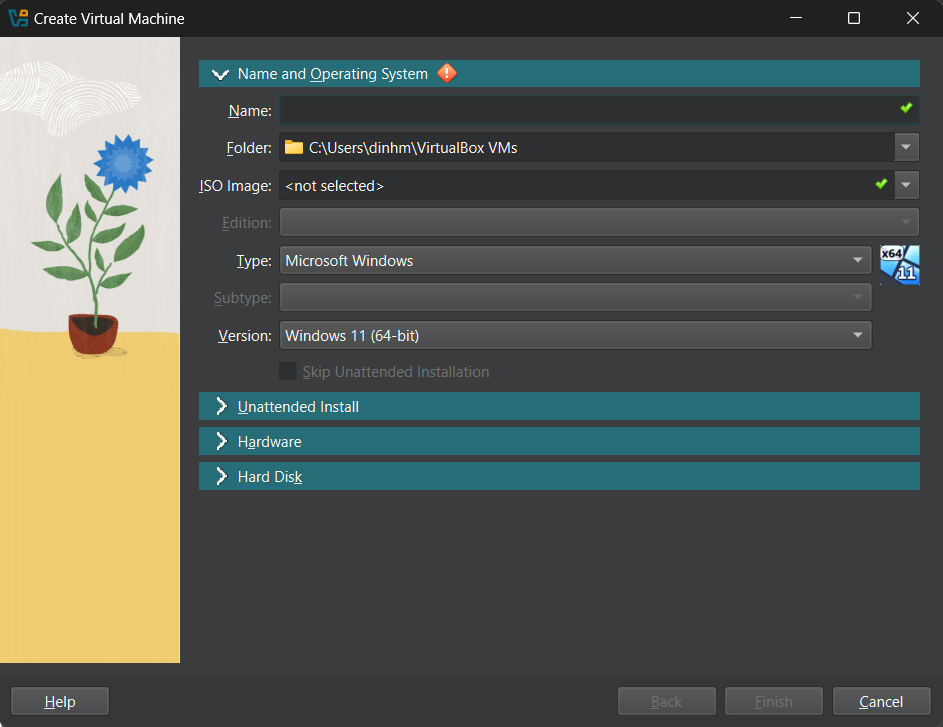 Create Virtual Machine
Name and Operating System
Name:
Folder: C:\Users\dinhm\VirtualBox VMs
ISO Image: <not selected>
Edition:
Type: Microsoft Windows
x64
11
Subtype:
Version: Windows 11 (64-bit)
Skip Unattended Installation
Unattended Install
Hardware
Hard Disk
Help Back Finish Cancel